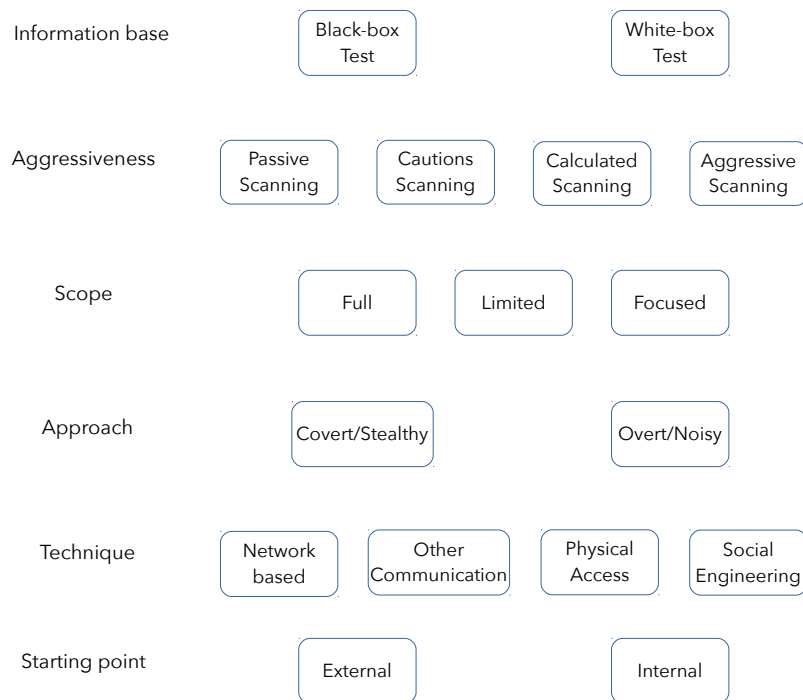 Information base
Black-box
Test
White-box
Test
Aggressiveness
Passive
Scanning
Cautions
Scanning
Calculated
Scanning
Aggressive
Scanning
Scope
Full
Limited
Focused
Approach
Covert/Stealthy
Overt/Noisy
Technique
Network
based
Other
Communication
Physical
Access
Social
Engineering
Starting point
External
Internal